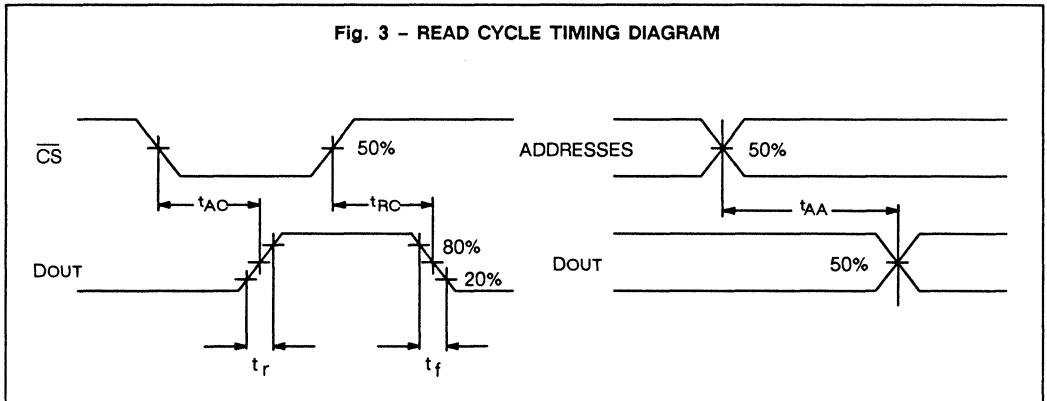 Fig. 3 – READ CYCLE TIMING DIAGRAM
CS
50%
tAC
tRC
DOUT
80%
20%
tr
tf
ADDRESSES
50%
tAA
DOUT
50%